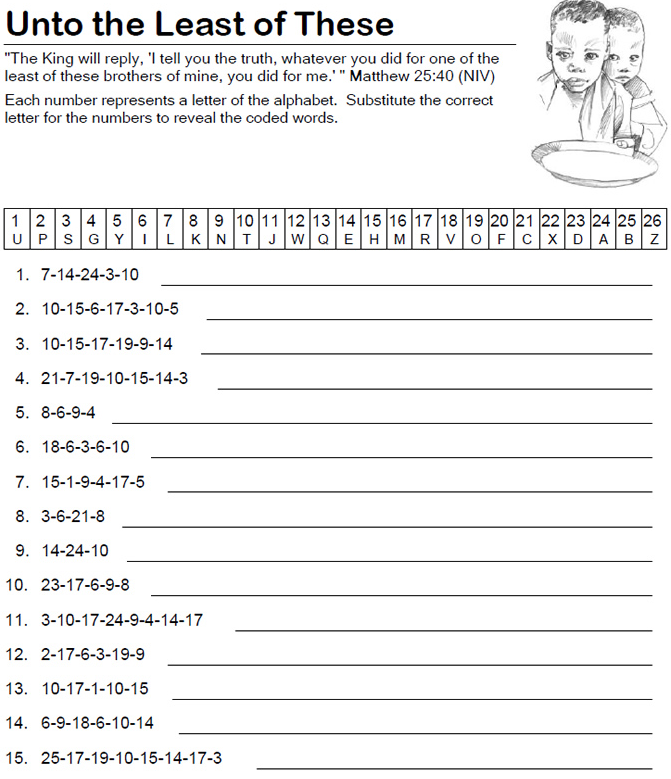 Unto the Least of These
"The King will reply, 'I tell you the truth, whatever you did for one of the
least of these brothers of mine, you did for me.' " Matthew 25:40 (NIV)
Each number represents a letter of the alphabet.  Substitute the correct
letter for the numbers to reveal the coded words.
1 2 3 4 5 6 7 8 9 10 11 12 13 14 15 16 17 18 19 20 21 22 23 24 25 26
U P S G Y I L K N T J W Q E H M R V O F C X D A B Z
1. 7-14-24-3-10
2. 10-15-6-17-3-10-5
3. 10-15-17-19-9-14
4. 21-7-19-10-15-14-3
5. 8-6-9-4
6. 18-6-3-6-10
7. 15-1-9-4-17-5
8. 3-6-21-8
9. 14-24-10
10. 23-17-6-9-8
11. 3-10-17-24-9-4-14-17
12. 2-17-6-3-19-9
13. 10-17-1-10-15
14. 6-9-18-6-10-14
15. 25-17-19-10-15-14-17-3